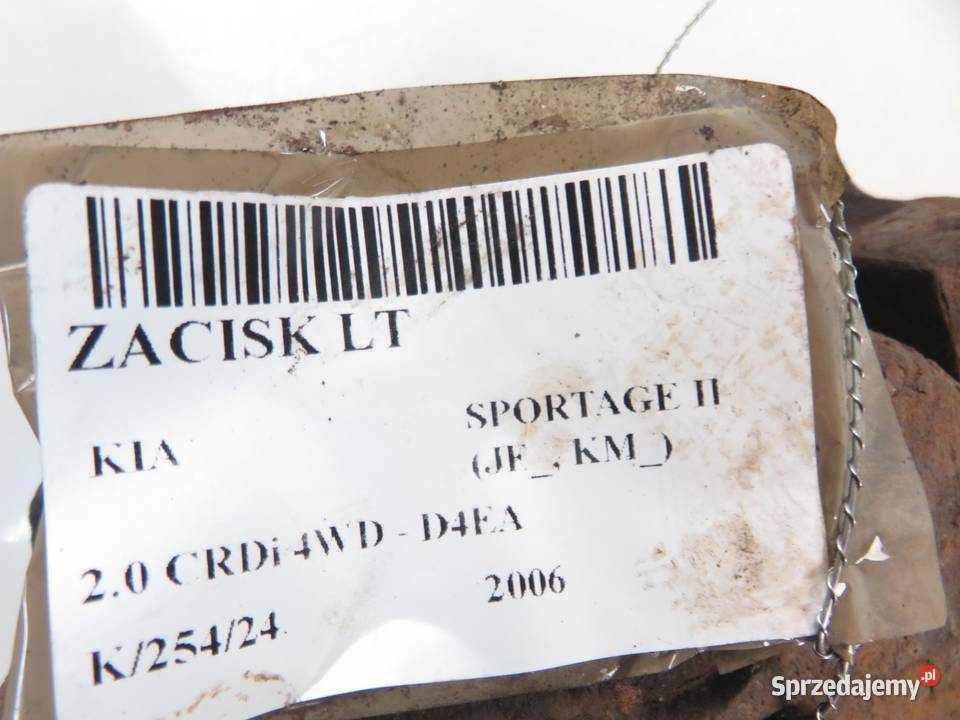 ZACISK LT
KIA
SPORTAGE II
(JE_, KM_)
2.0 CRDi 4WD - D4EA
2006
K/254/24
Sprzedajemy.pl